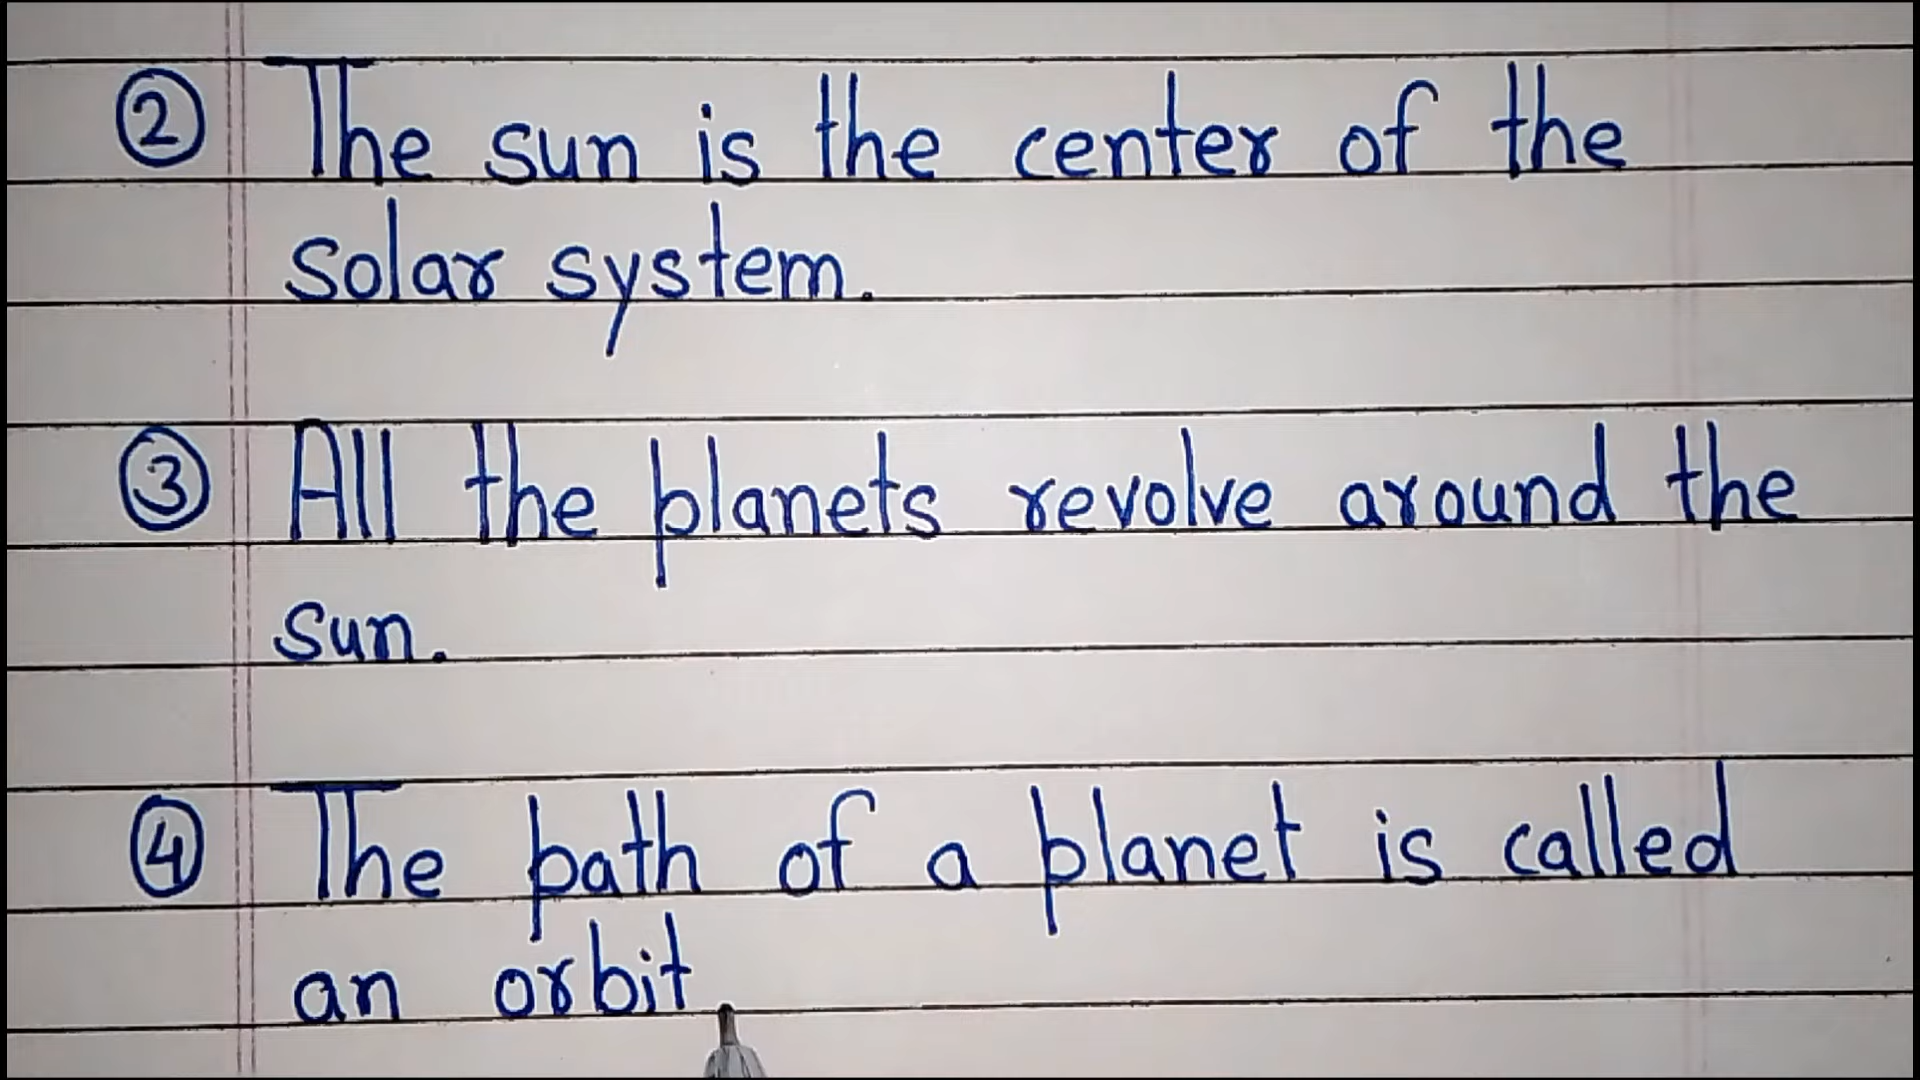 ② The sun is the center of the
solar system.
③ All the planets revolve around the
sun.
④ The path of a planet is called
an orbit.